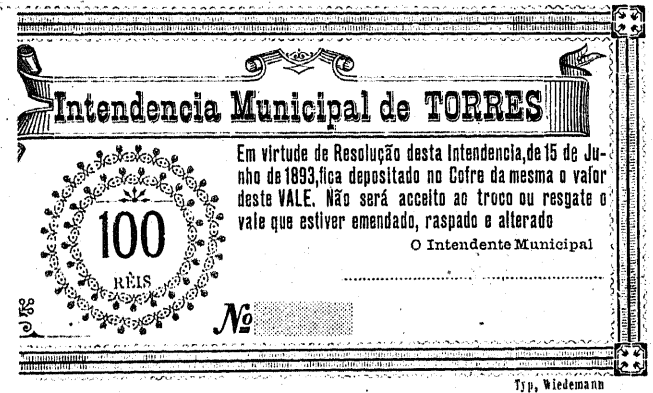 Intendencia Municipal de TORRES
Em virtude de Resolução desta Intendencia, de 15 de Ju-
nho de 1893, fica depositado no Cofre da mesma o valor
deste VALE. Não será acceito ao troco ou resgate o
vale que estiver emendado, raspado e alterado
O Intendente Municipal
100
RÉIS
Nº
Typ, Wiedemann